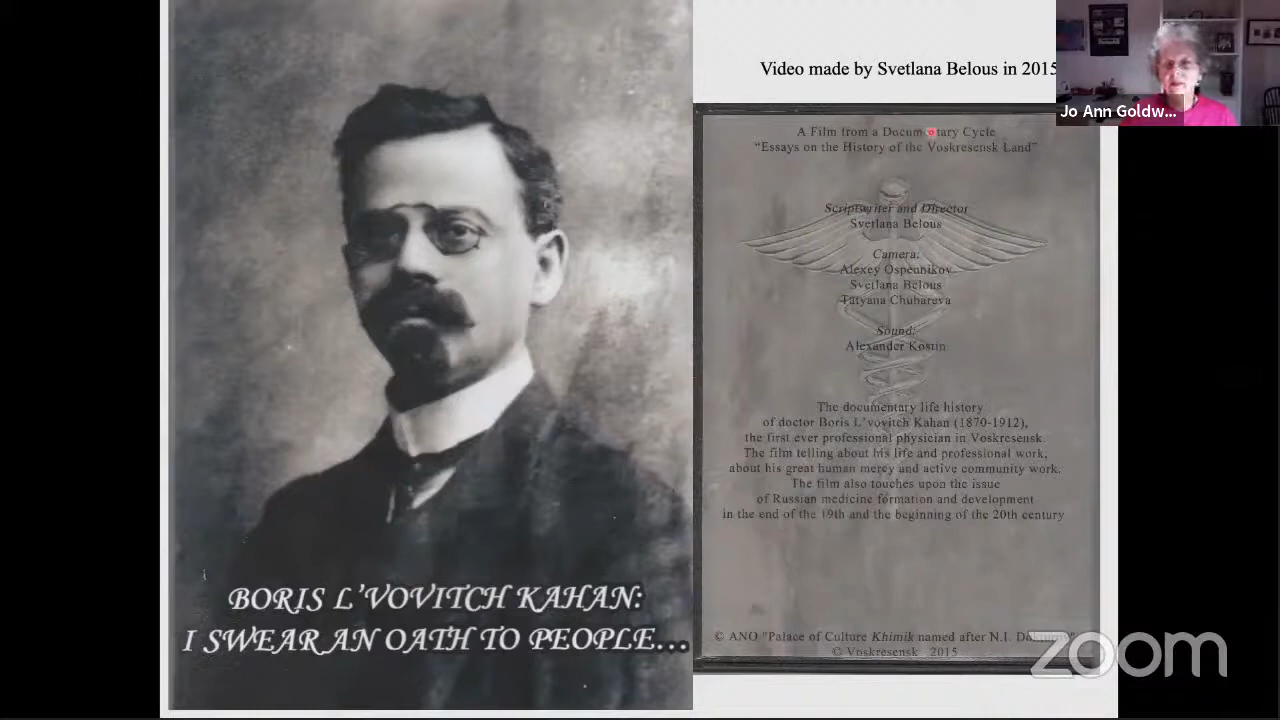 Video made by Svetlana Belous in 2015
Jo Ann Goldw...
A Film from a Documentary Cycle
"Essays on the History of the Voskresensk Land"
Scriptwriter and Director
Svetlana Belous
Camera:
Alexey Ospennikov
Svetlana Belous
Tatyana Chubareva
Sound:
Alexander Kostin
The documentary life history
of doctor Boris L'vovitch Kahan (1870-1912),
the first ever professional physician in Voskresensk.
The film telling about his life and professional work,
about his great human mercy and active community work.
The film also touches upon the issue
of Russian medicine formation and development
in the end of the 19th and the beginning of the 20th century
BORIS L'VOVITCH KAHAN:
I SWEAR AN OATH TO PEOPLE...
© ANO "Palace of Culture Khimik named after N.I.
© Voskresensk 2015
zoom